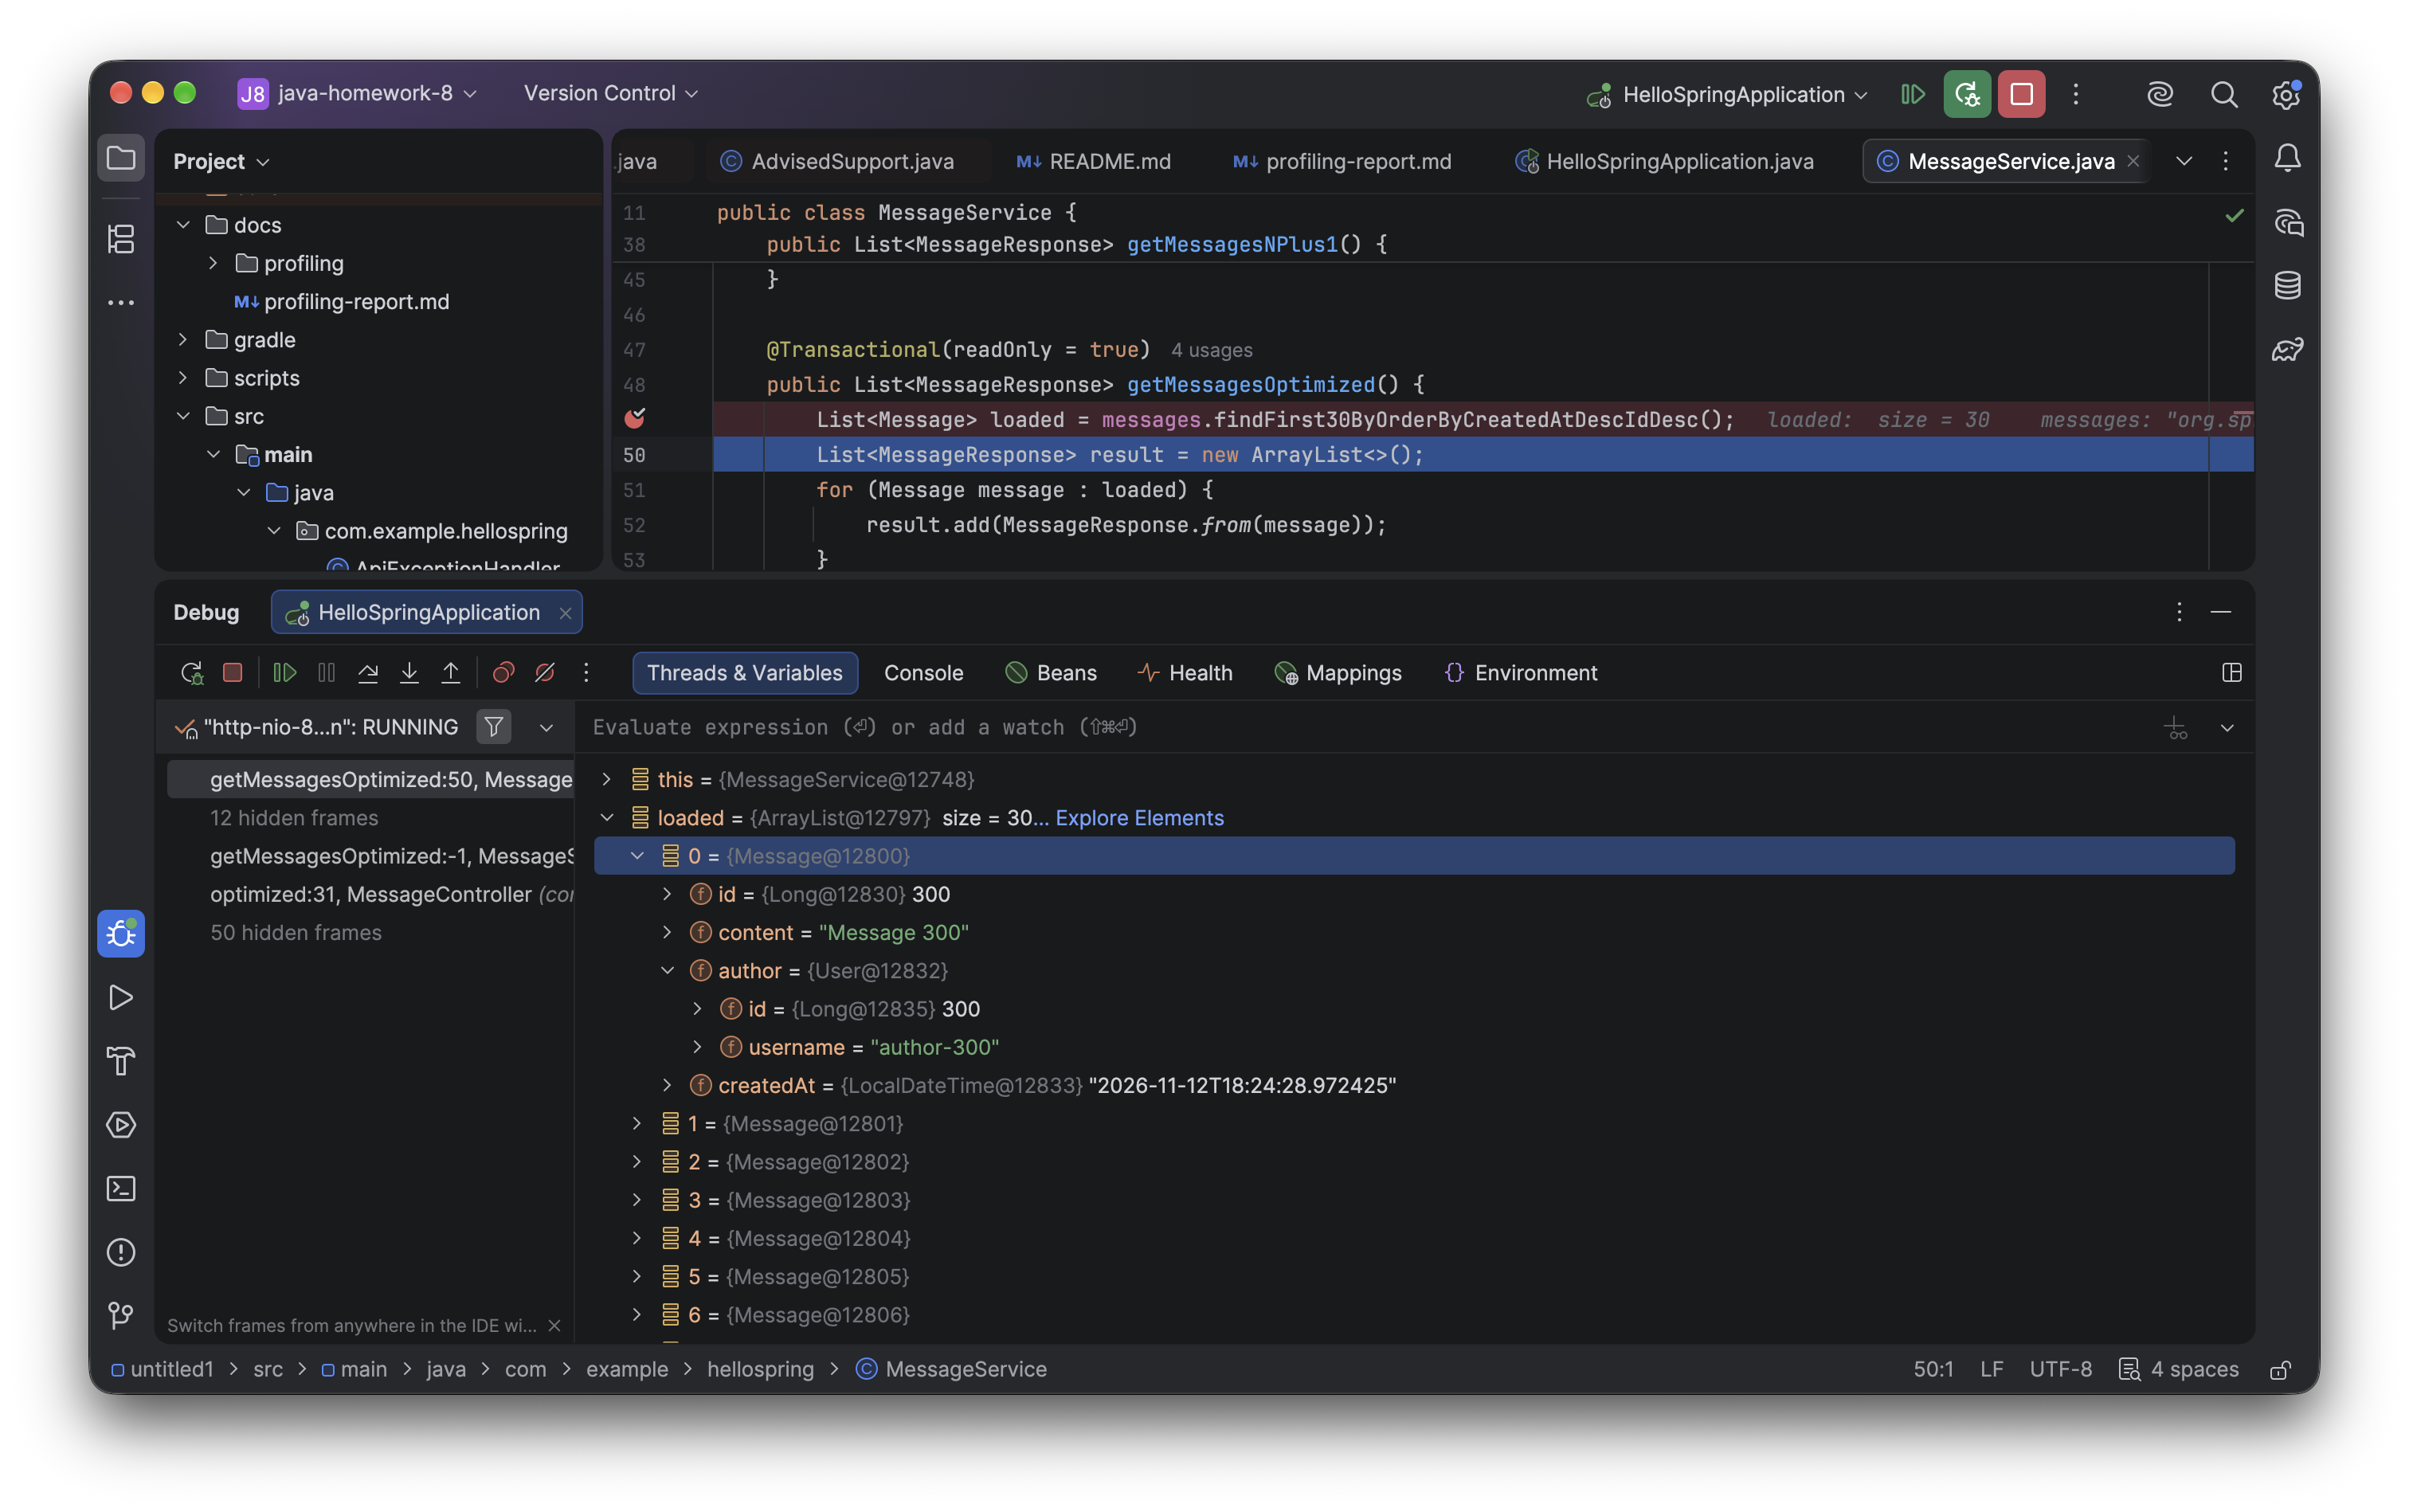 J8 java-homework-8
Version Control
HelloSpringApplication
Project
docs
profiling
M↓ profiling-report.md
gradle
scripts
src
main
java
com.example.hellospring
ApiExceptionHandler
.java
AdvisedSupport.java
M↓ README.md
M↓ profiling-report.md
HelloSpringApplication.java
MessageService.java
11 public class MessageService {
38 public List<MessageResponse> getMessagesNPlus1() {
45 }
46
47 @Transactional(readOnly = true) 4 usages
48 public List<MessageResponse> getMessagesOptimized() {
List<Message> loaded = messages.findFirst30ByOrderByCreatedAtDescIdDesc(); loaded: size = 30 messages: "org.sp
50 List<MessageResponse> result = new ArrayList<>();
51 for (Message message : loaded) {
52 result.add(MessageResponse.from(message));
53 }
Debug
HelloSpringApplication
Threads & Variables
Console
Beans
Health
Mappings
{} Environment
"http-nio-8...n": RUNNING
getMessagesOptimized:50, Message
12 hidden frames
getMessagesOptimized:-1, MessageS
optimized:31, MessageController (cor
50 hidden frames
Switch frames from anywhere in the IDE wi...
Evaluate expression (⏎) or add a watch (⇧⌘⏎)
this = {MessageService@12748}
loaded = {ArrayList@12797} size = 30... Explore Elements
0 = {Message@12800}
f id = {Long@12830} 300
f content = "Message 300"
f author = {User@12832}
f id = {Long@12835} 300
f username = "author-300"
f createdAt = {LocalDateTime@12833} "2026-11-12T18:24:28.972425"
1 = {Message@12801}
2 = {Message@12802}
3 = {Message@12803}
4 = {Message@12804}
5 = {Message@12805}
6 = {Message@12806}
untitled1 > src > main > java > com > example > hellospring > MessageService
50:1 LF UTF-8 4 spaces